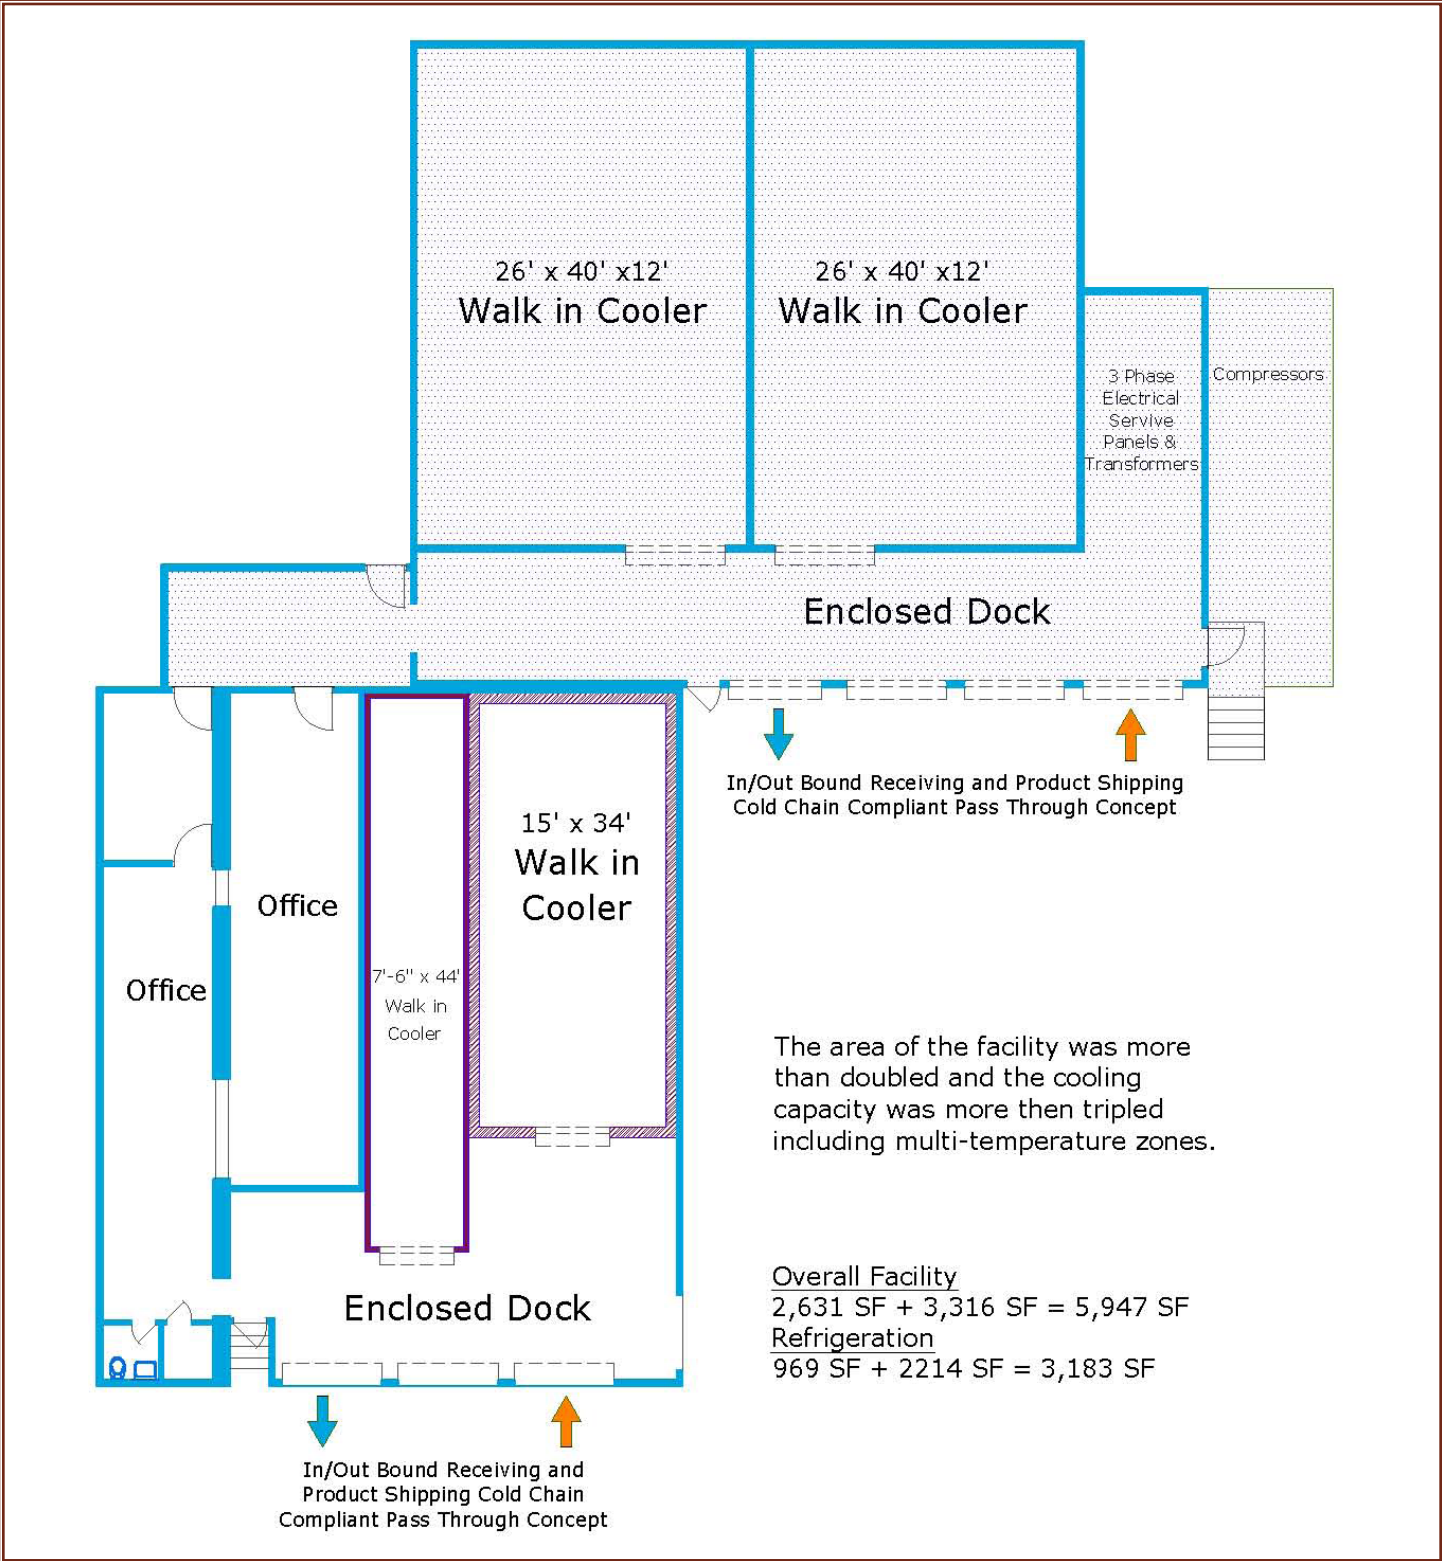 26' x 40' x12'
Walk in Cooler
26' x 40' x12'
Walk in Cooler
3 Phase
Electrical
Servive
Panels &
Transformers
Compressors
Enclosed Dock
In/Out Bound Receiving and Product Shipping
Cold Chain Compliant Pass Through Concept
15' x 34'
Walk in
Cooler
Office
Office
7'-6" x 44'
Walk in
Cooler
The area of the facility was more
than doubled and the cooling
capacity was more then tripled
including multi-temperature zones.
Enclosed Dock
Overall Facility
2,631 SF + 3,316 SF = 5,947 SF
Refrigeration
969 SF + 2214 SF = 3,183 SF
In/Out Bound Receiving and
Product Shipping Cold Chain
Compliant Pass Through Concept